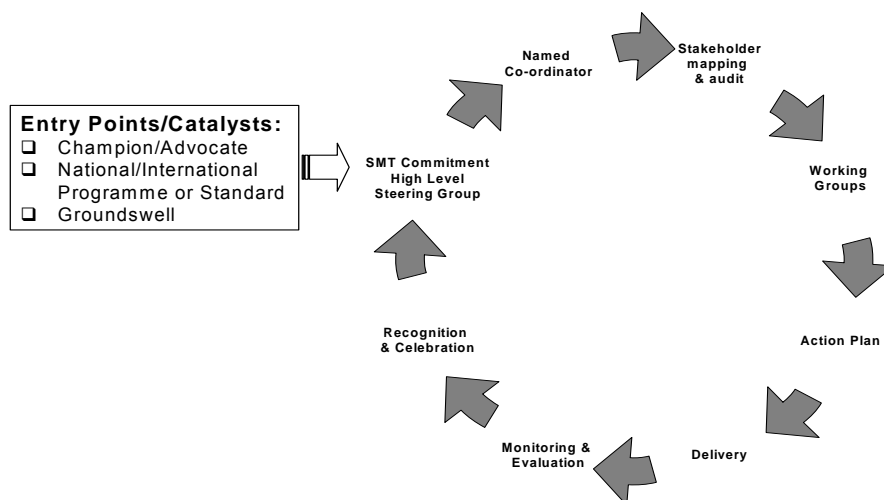 Entry Points/Catalysts:
❑ Champion/Advocate
❑ National/International
Programme or Standard
❑ Groundswell
SMT Commitment
High Level
Steering Group
Named
Co-ordinator
Stakeholder
mapping
& audit
Working
Groups
Action Plan
Delivery
Monitoring &
Evaluation
Recognition
& Celebration